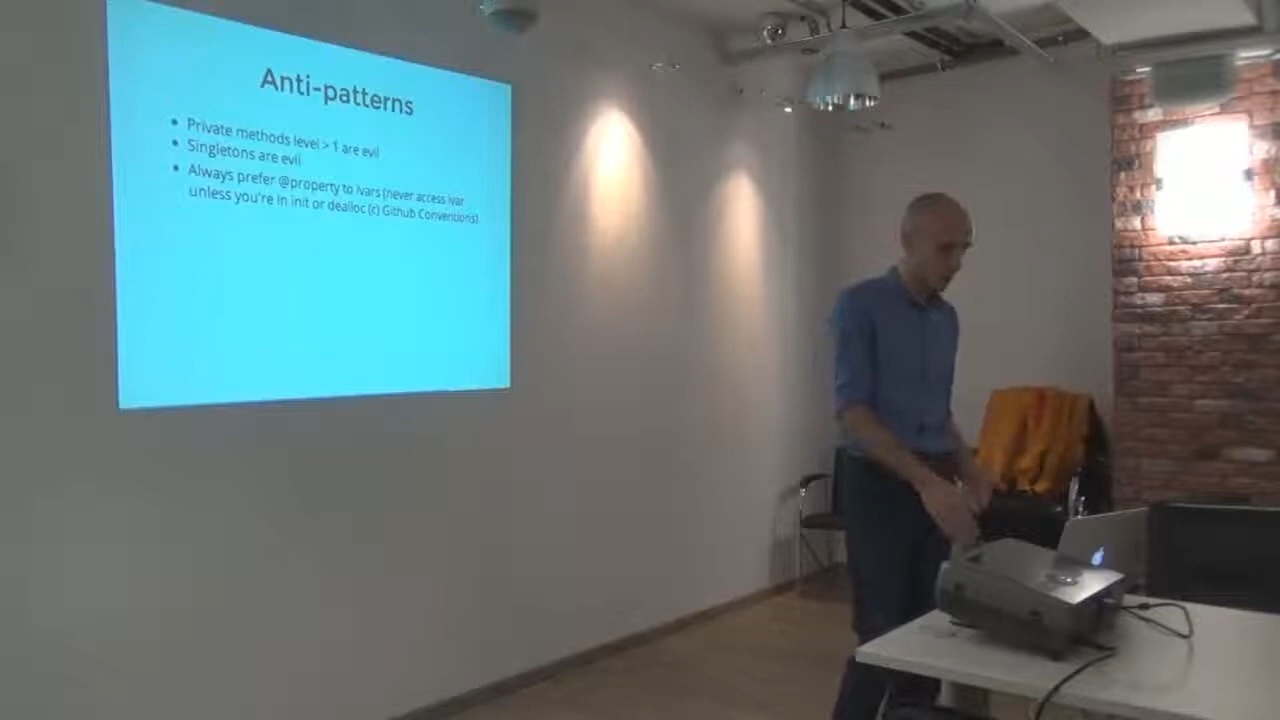 Anti-patterns
• Private methods level > 1 are evil
• Singletons are evil
• Always prefer @property to ivars (never access ivar
unless you're in init or dealloc (c) Github Conventions)